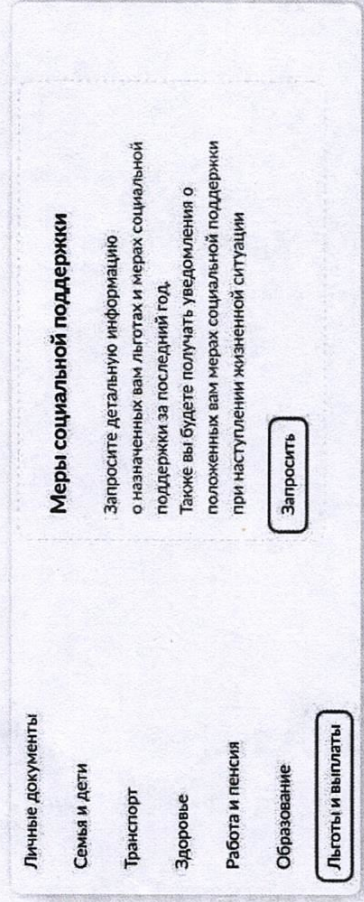 Личные документы
Семья и дети
Транспорт
Здоровье
Работа и пенсия
Образование
Льготы и выплаты
Меры социальной поддержки
Запросите детальную информацию
о назначенных вам льготах и мерах социальной
поддержки за последний год.
Также вы будете получать уведомления о
положенных вам мерах социальной поддержки
при наступлении жизненной ситуации
Запросить